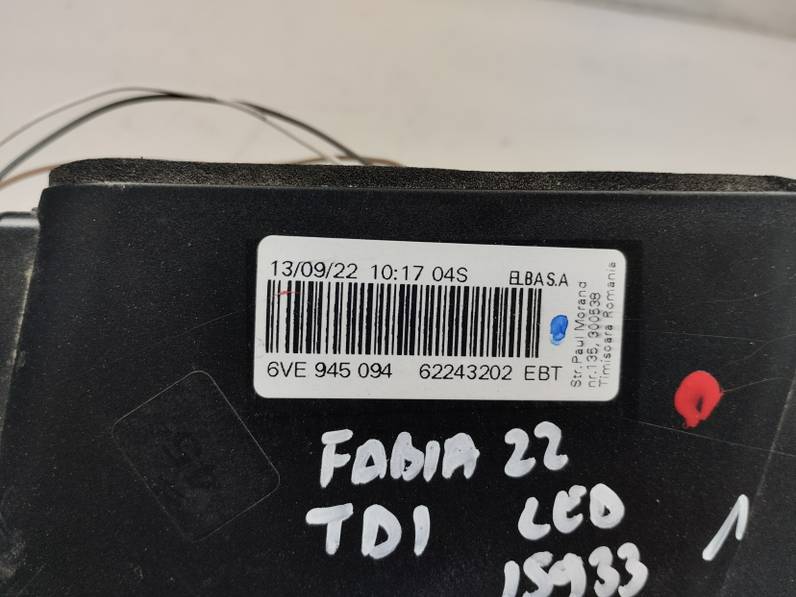 13/09/22 10:17 04S ELBA S.A
6VE 945 094 62243202 EBT
Str. Paul Morand
nr.135, 300538
Timisoara Romania
FABIA 22
TDI LED 1
15933